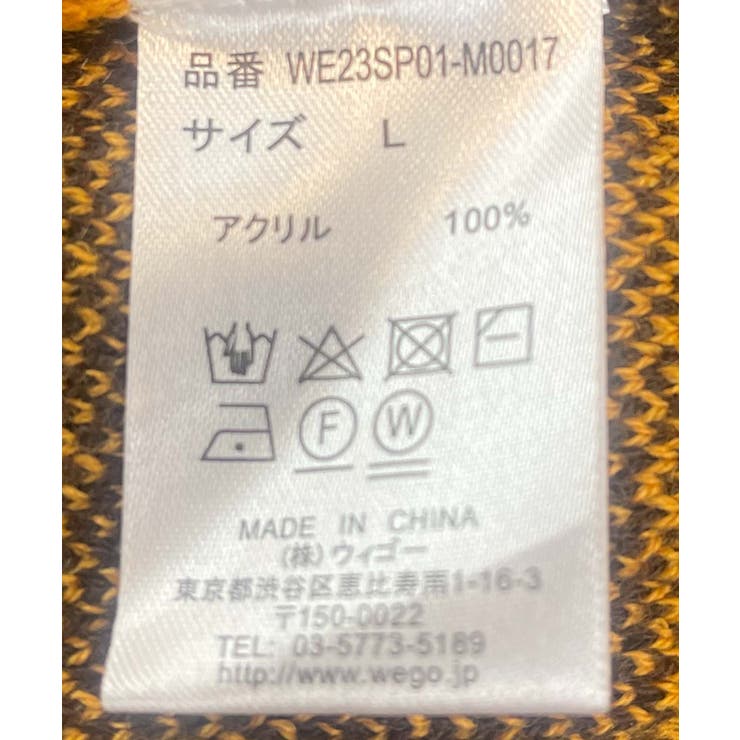 品番 WE23SP01-M0017
サイズ L
アクリル 100%
F W
MADE IN CHINA
(株)ウィゴー
東京都渋谷区恵比寿南1-16-3
〒150-0022
TEL: 03-5773-5189
http://www.wego.jp